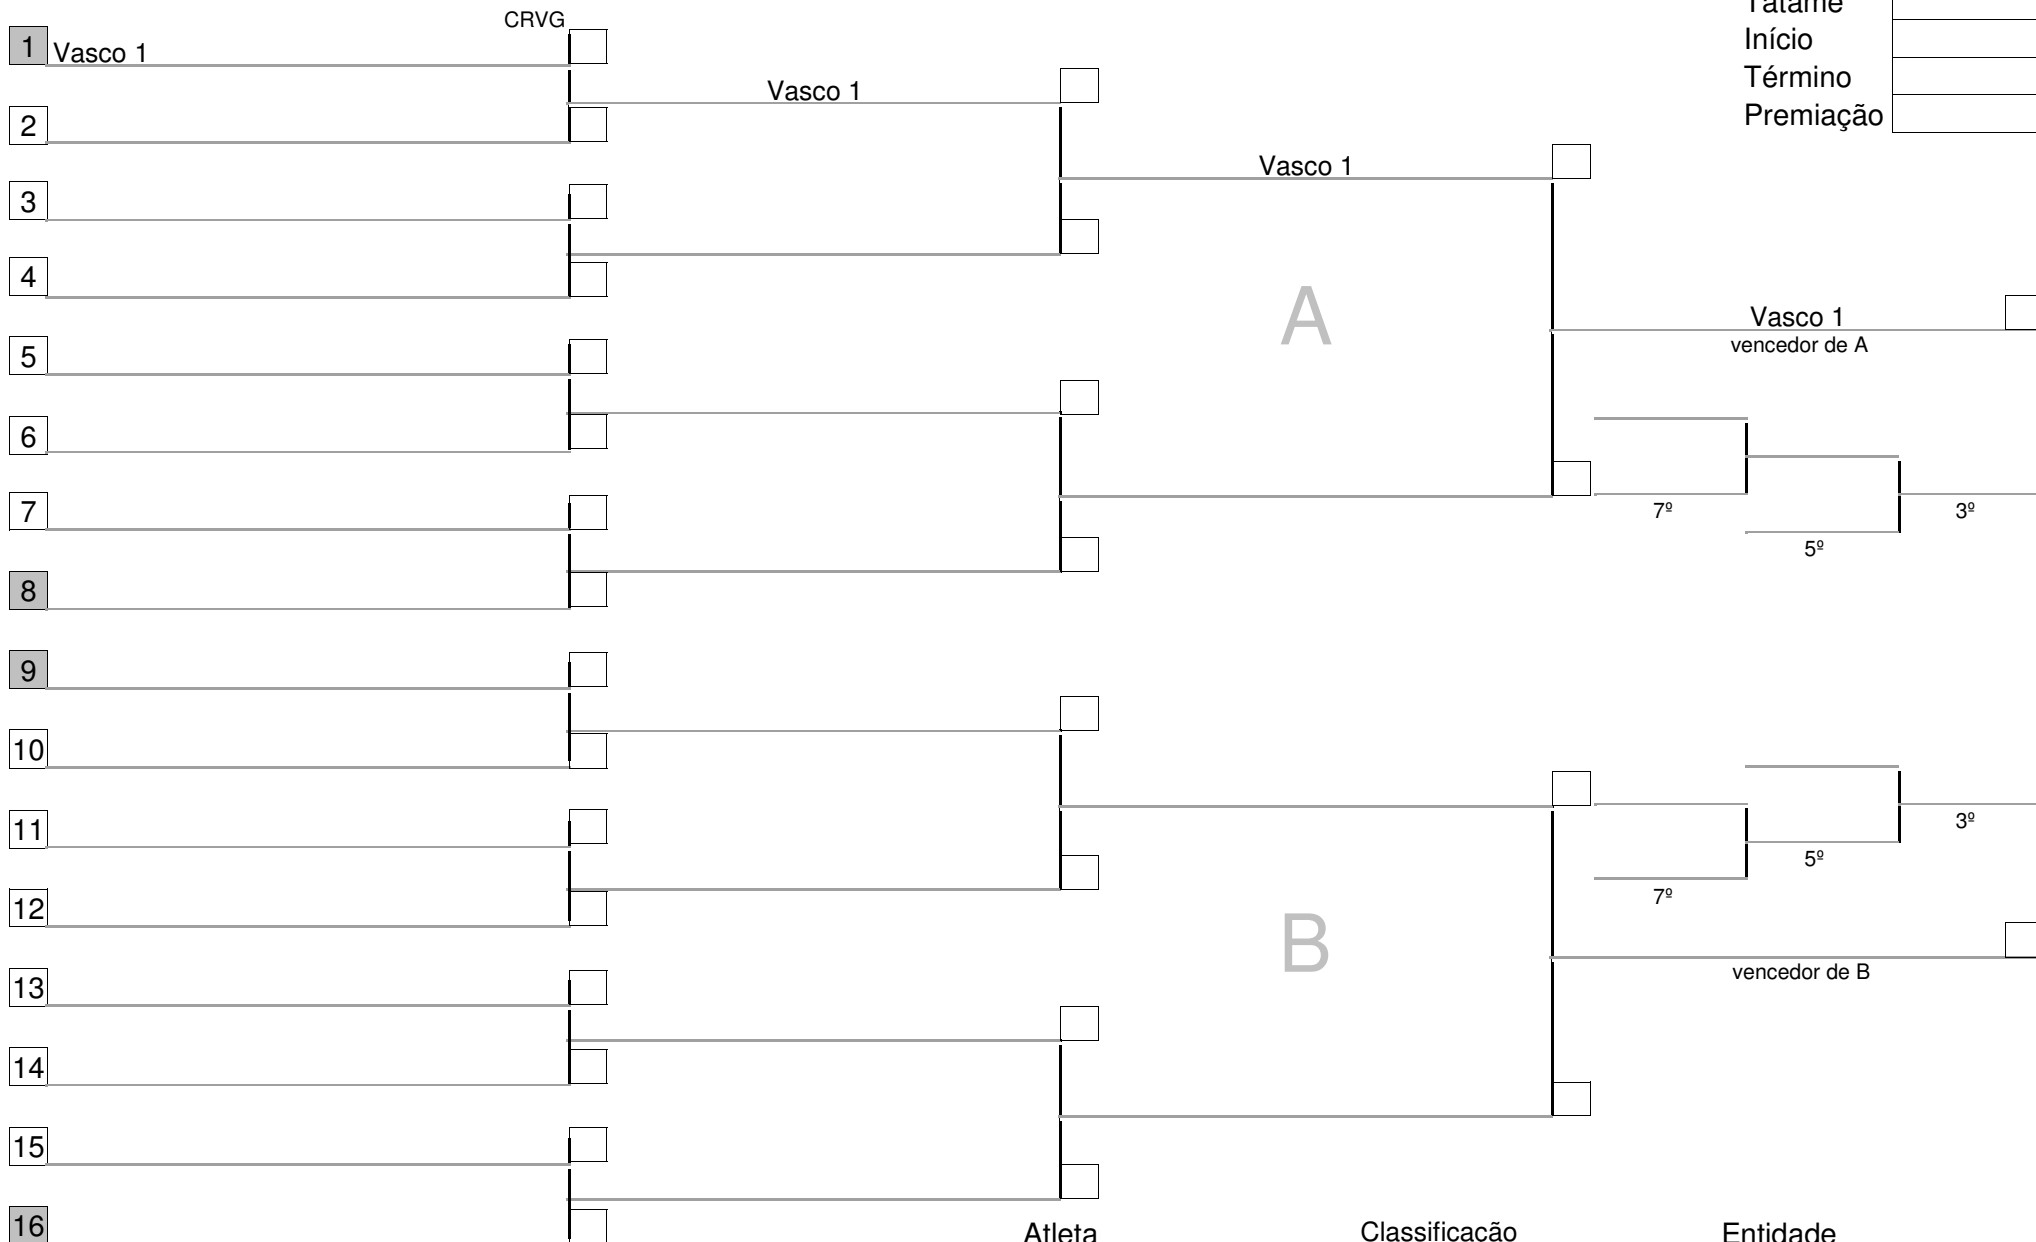 CRVG
Tatame
1 Vasco 1
Início
Vasco 1
Término
2
Premiação
Vasco 1
3
4
A
Vasco 1
vencedor de A
5
6
7
7º
3º
5º
8
9
10
11
3º
5º
7º
12
B
vencedor de B
13
14
15
16
Atleta
Classificação
Entidade